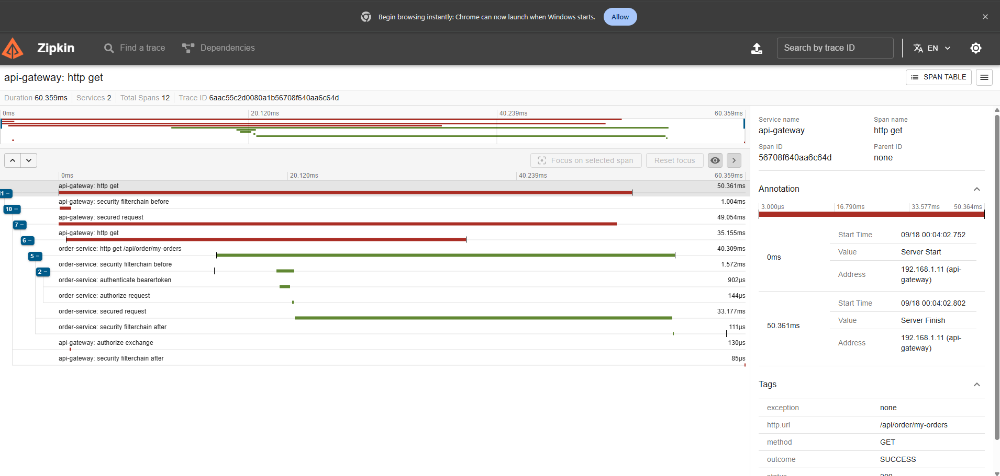 Begin browsing instantly: Chrome can now launch when Windows starts. Allow
Zipkin Find a trace Dependencies Search by trace ID EN
api-gateway: http get SPAN TABLE
Duration 60.359ms Services 2 Total Spans 12 Trace ID 6aac55c2d0080a1b56708f640aa6c64d
0ms 20.120ms 40.239ms 60.359ms
Focus on selected span Reset focus
0ms 20.120ms 40.239ms 60.359ms
api-gateway: http get 50.361ms
11
api-gateway: security filterchain before 1.004ms
10
api-gateway: secured request 49.054ms
7
api-gateway: http get 35.155ms
6
order-service: http get /api/order/my-orders 40.309ms
5
order-service: security filterchain before 1.572ms
2
order-service: authenticate bearertoken 902µs
order-service: authorize request 144µs
order-service: secured request 33.177ms
order-service: security filterchain after 111µs
api-gateway: authorize exchange 130µs
api-gateway: security filterchain after 85µs
Service name Span name
api-gateway http get
Span ID Parent ID
56708f640aa6c64d none
Annotation
3.000µs 16.790ms 33.577ms 50.364ms
0ms
Start Time 09/18 00:04:02.752
Value Server Start
Address 192.168.1.11 (api-
gateway)
50.361ms
Start Time 09/18 00:04:02.802
Value Server Finish
Address 192.168.1.11 (api-
gateway)
Tags
exception none
http.url /api/order/my-orders
method GET
outcome SUCCESS
status 200